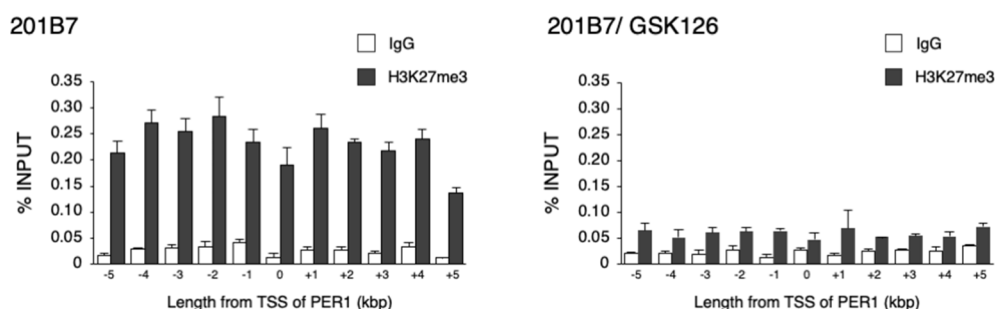 201B7
IgG
H3K27me3
0.35
0.30
0.25
0.20
0.15
0.10
0.05
0
% INPUT
-5 -4 -3 -2 -1 0 +1 +2 +3 +4 +5
Length from TSS of PER1 (kbp)
201B7/ GSK126
IgG
H3K27me3
0.35
0.30
0.25
0.20
0.15
0.10
0.05
0
% INPUT
-5 -4 -3 -2 -1 0 +1 +2 +3 +4 +5
Length from TSS of PER1 (kbp)